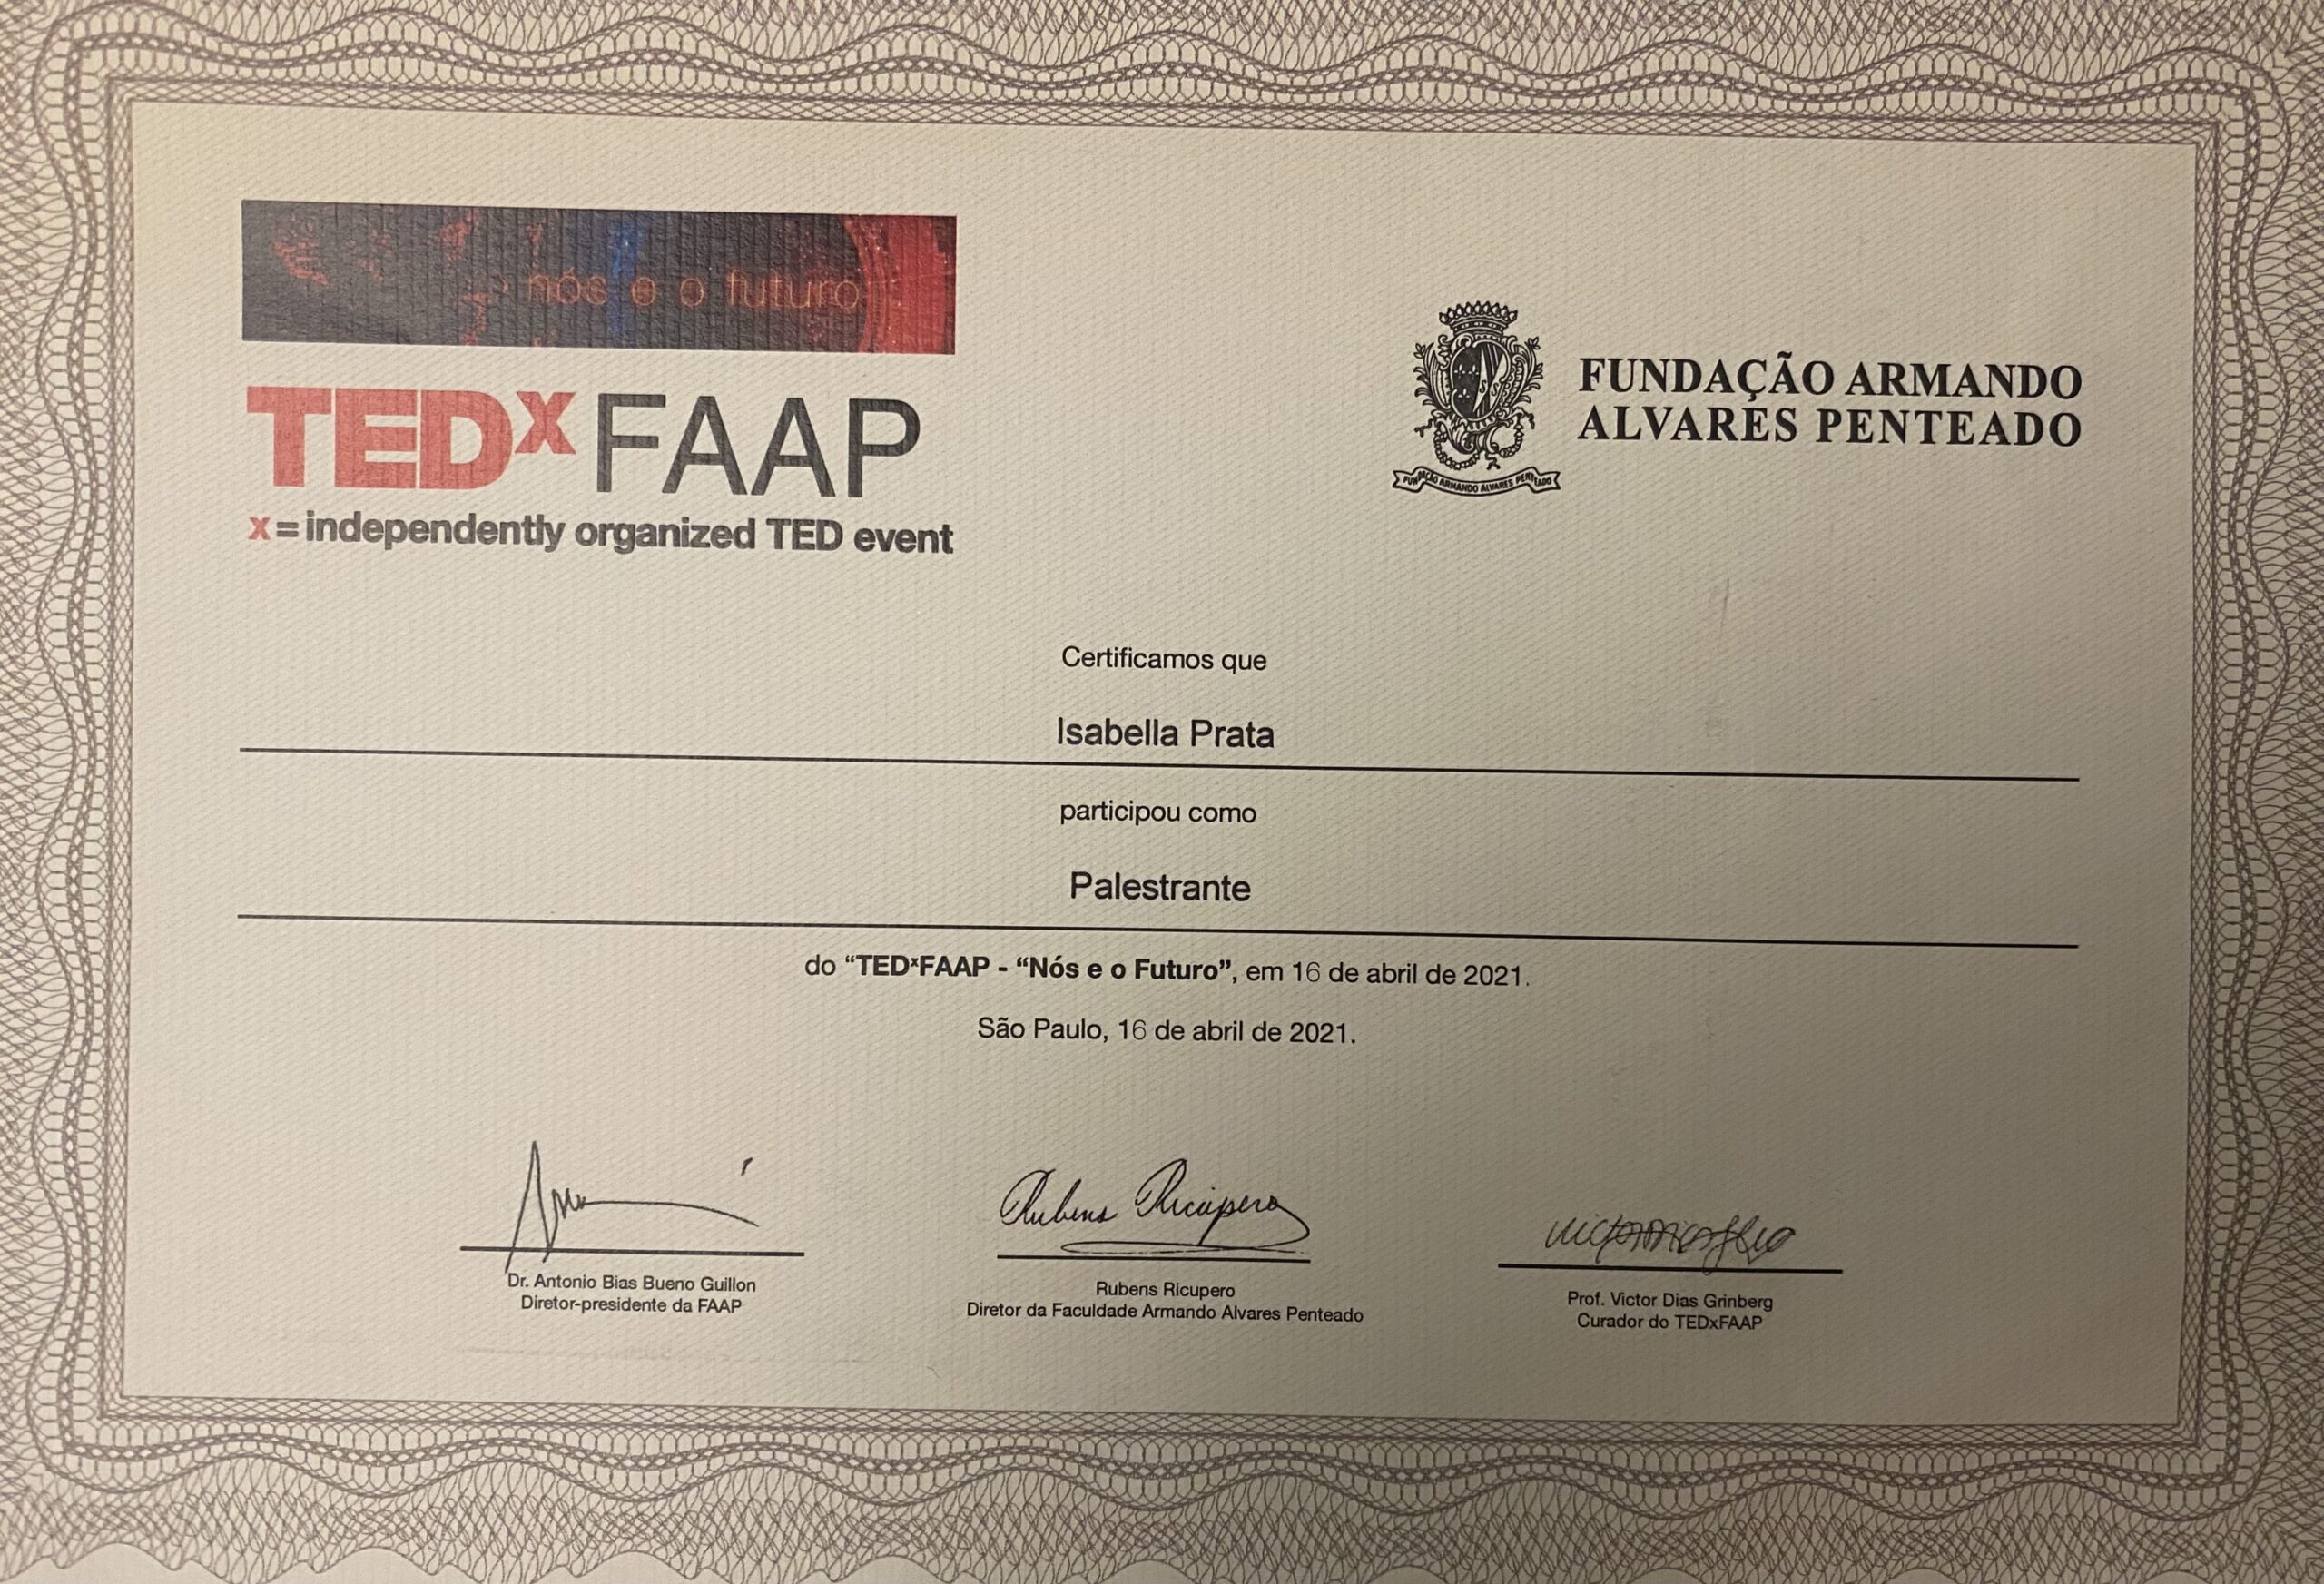 nós e o futuro
TEDx FAAP
x = independently organized TED event
FUNDAÇÃO ARMANDO
ALVARES PENTEADO
FUNDAÇÃO ARMANDO ALVARES PENTEADO
Certificamos que
Isabella Prata
participou como
Palestrante
do “TEDxFAAP - “Nós e o Futuro”, em 16 de abril de 2021.
São Paulo, 16 de abril de 2021.
Rubens Ricupero
Dr. Antonio Bias Bueno Guillon
Diretor-presidente da FAAP
Rubens Ricupero
Diretor da Faculdade Armando Alvares Penteado
Prof. Victor Dias Grinberg
Curador do TEDxFAAP